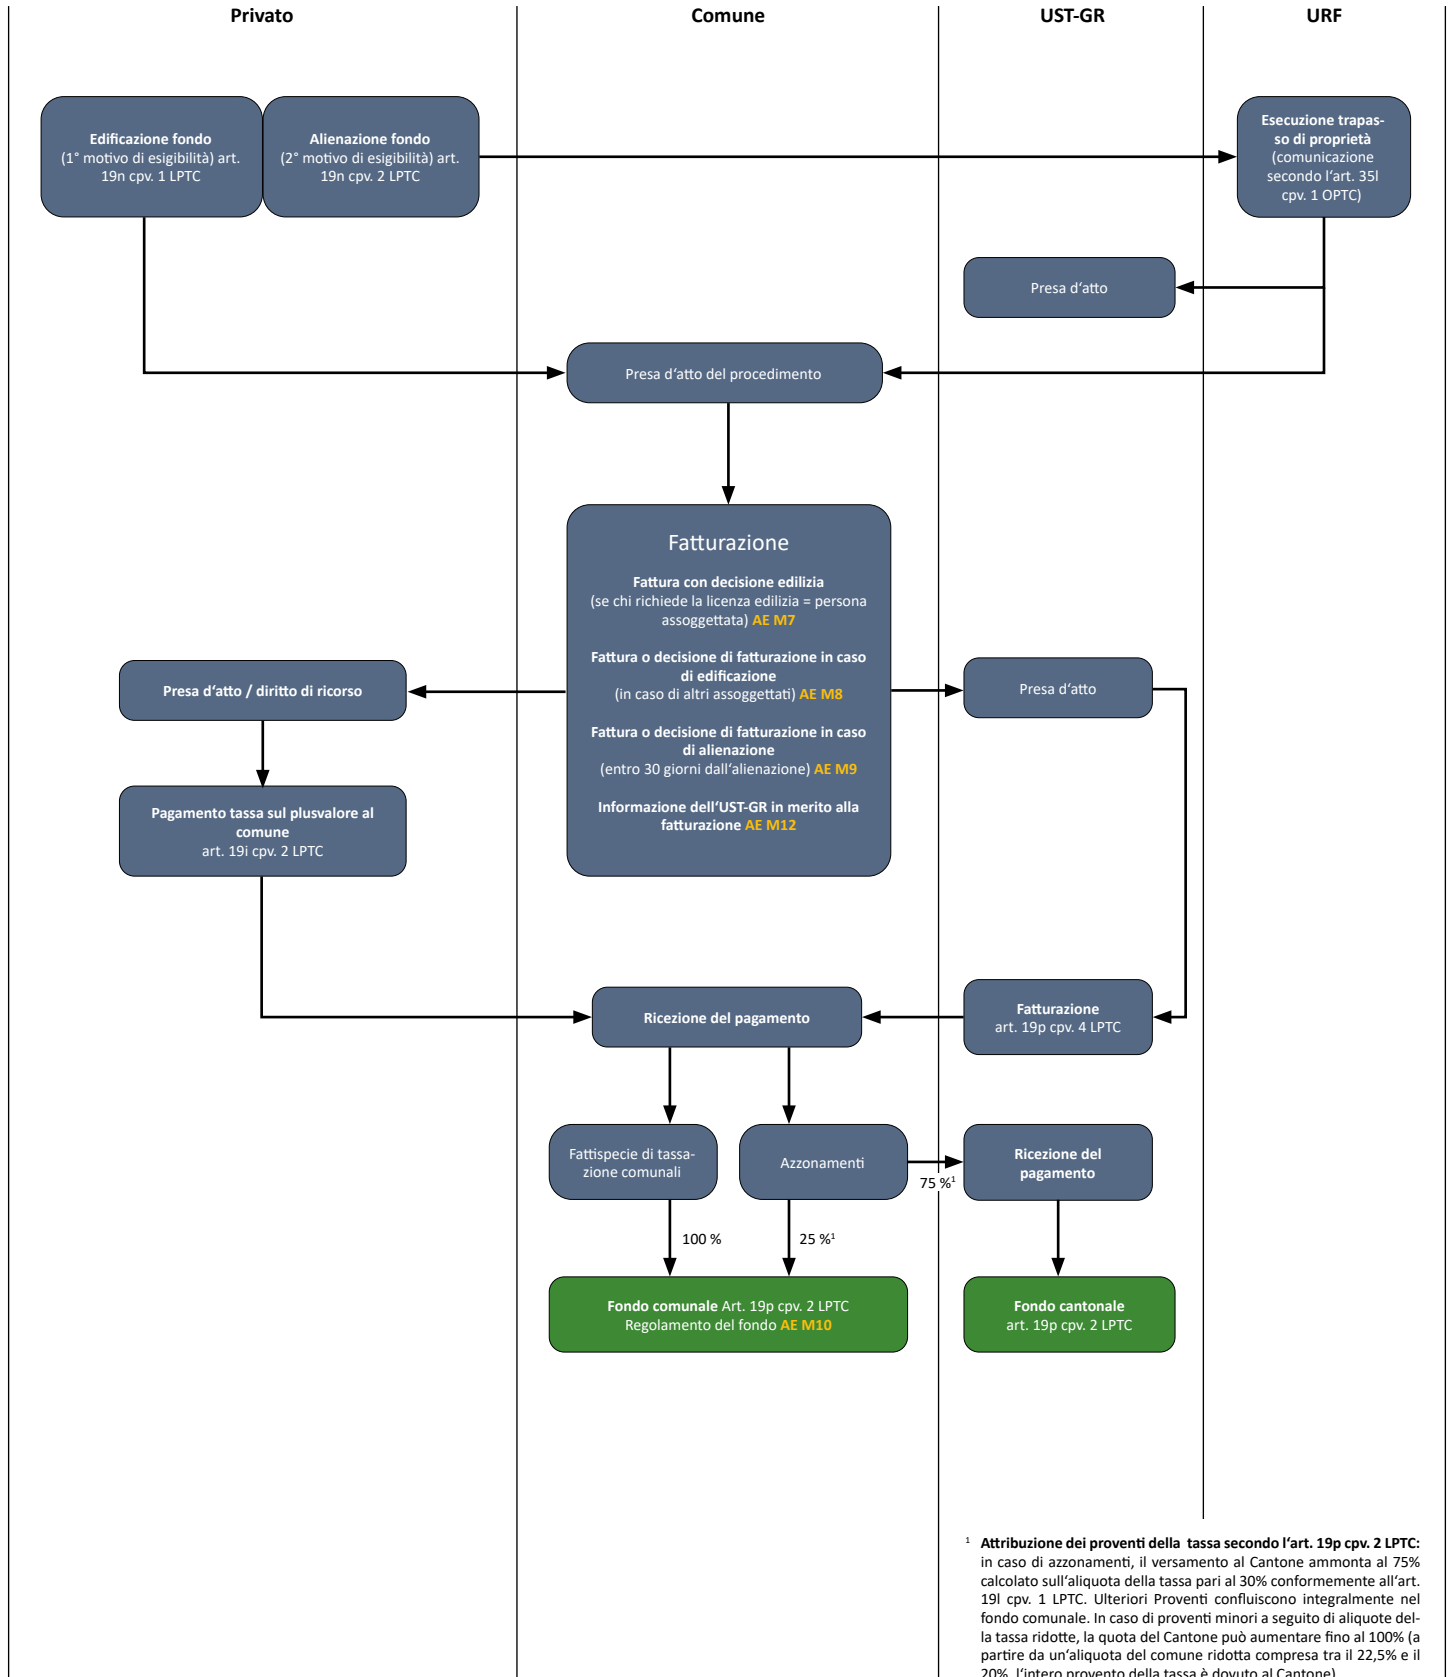 Privato
Comune
UST-GR
URF
Edificazione fondo
(1° motivo di esigibilità) art.
19n cpv. 1 LPTC
Alienazione fondo
(2° motivo di esigibilità) art.
19n cpv. 2 LPTC
Esecuzione trapas-
so di proprietà
(comunicazione
secondo l‘art. 35l
cpv. 1 OPTC)
Presa d‘atto
Presa d‘atto del procedimento
Fatturazione
Fattura con decisione edilizia
(se chi richiede la licenza edilizia = persona
assoggettata) AE M7
Fattura o decisione di fatturazione in caso
di edificazione
(in caso di altri assoggettati) AE M8
Fattura o decisione di fatturazione in caso
di alienazione
(entro 30 giorni dall‘alienazione) AE M9
Informazione dell‘UST-GR in merito alla
fatturazione AE M12
Presa d‘atto / diritto di ricorso
Presa d‘atto
Pagamento tassa sul plusvalore al
comune
art. 19i cpv. 2 LPTC
Ricezione del pagamento
Fatturazione
art. 19p cpv. 4 LPTC
Fattispecie di tassa-
zione comunali
Azzonamenti
75 %¹
Ricezione del
pagamento
100 %
25 %¹
Fondo comunale Art. 19p cpv. 2 LPTC
Regolamento del fondo AE M10
Fondo cantonale
art. 19p cpv. 2 LPTC
¹ Attribuzione dei proventi della tassa secondo l‘art. 19p cpv. 2 LPTC:
in caso di azzonamenti, il versamento al Cantone ammonta al 75%
calcolato sull‘aliquota della tassa pari al 30% conformemente all‘art.
19l cpv. 1 LPTC. Ulteriori Proventi confluiscono integralmente nel
fondo comunale. In caso di proventi minori a seguito di aliquote del-
la tassa ridotte, la quota del Cantone può aumentare fino al 100% (a
partire da un‘aliquota del comune ridotta compresa tra il 22,5% e il
20%, l‘intero provento della tassa è dovuto al Cantone)